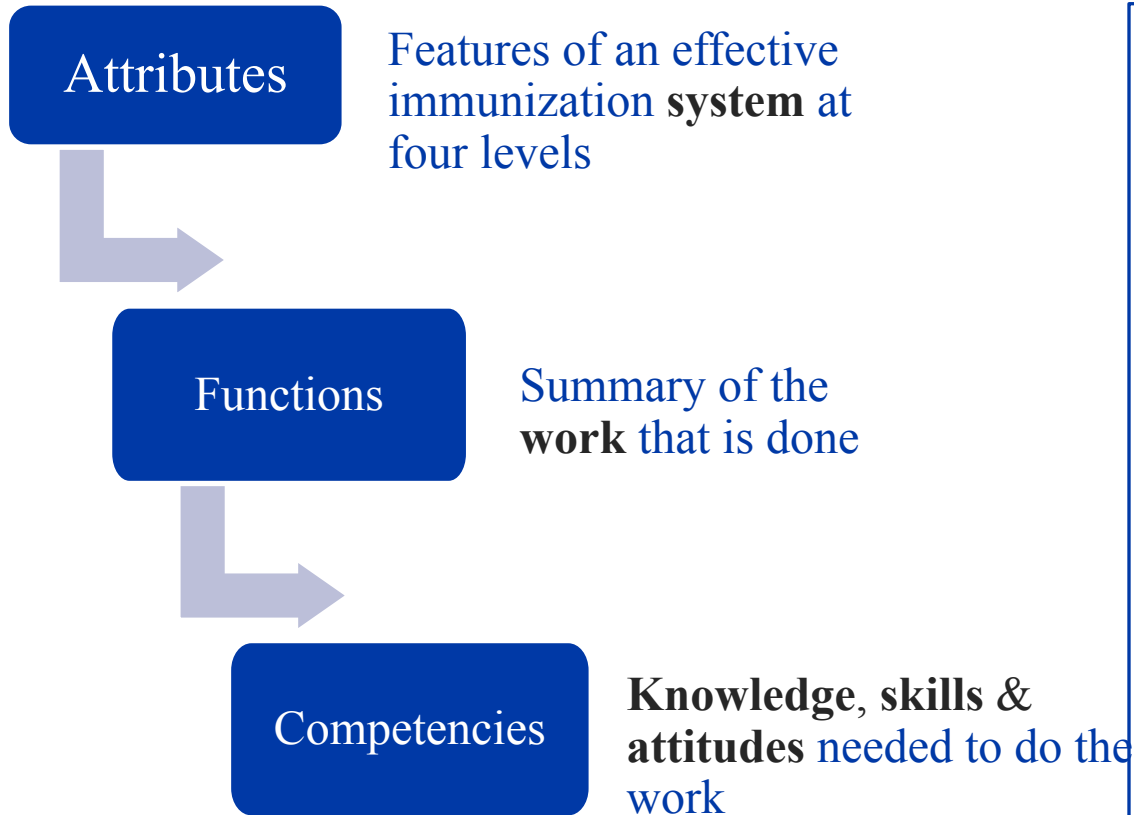 Attributes
Features of an effective
immunization system at
four levels
Functions
Summary of the
work that is done
Competencies
Knowledge, skills &
attitudes needed to do the
work